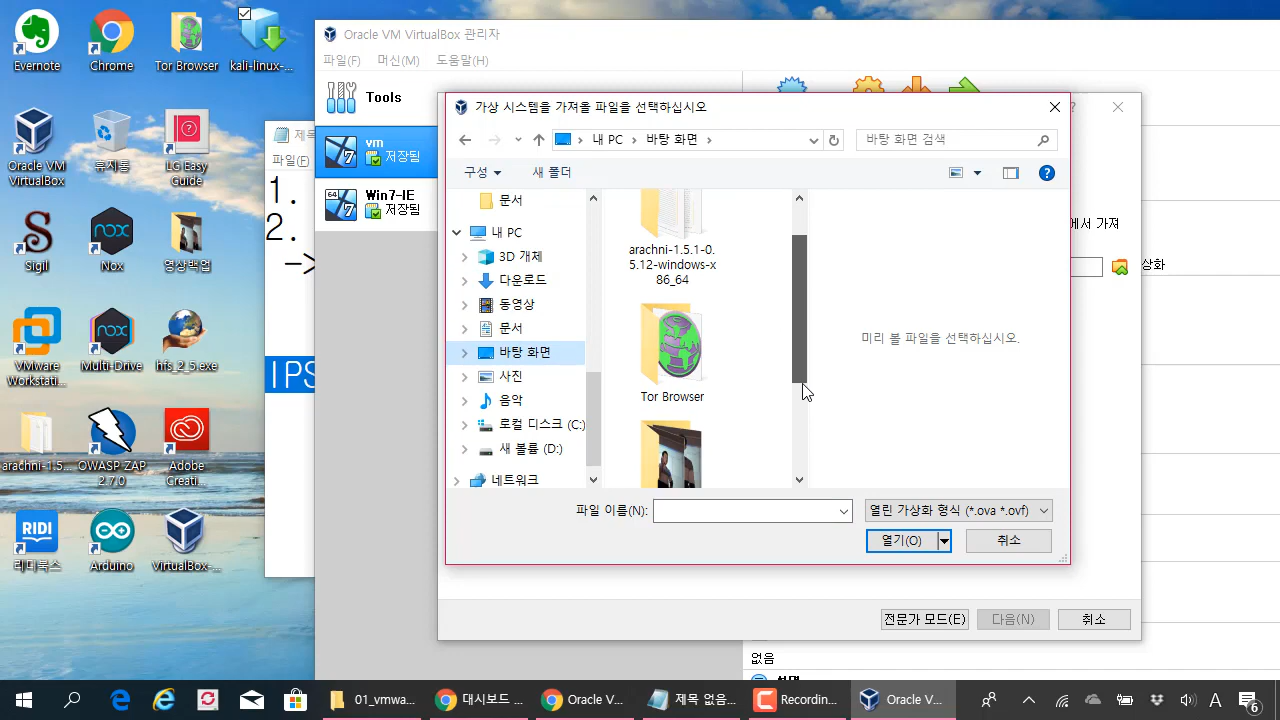 Evernote
Chrome
Tor Browser
kali-linux-...
Oracle VM
VirtualBox
휴지통
LG Easy
Guide
Sigil
Nox
영상백업
VMware
Workstati...
Multi-Drive
hfs_2_5.exe
arachni-1.5...
OWASP ZAP
2.7.0
Adobe
Creati...
RIDI
리디북스
Arduino
VirtualBox-...
제목
파일(F)
1.
2.
->
IPS
Oracle VM VirtualBox 관리자
파일(F) 머신(M) 도움말(H)
Tools
vm
저장됨
64
Win7-IE
저장됨
가상 시스템을 가져올 파일을 선택하십시오
내 PC 바탕 화면
바탕 화면 검색
구성 새 폴더
문서
내 PC
3D 개체
다운로드
동영상
문서
바탕 화면
사진
음악
로컬 디스크 (C:)
새 볼륨 (D:)
네트워크
arachni-1.5.1-0.
5.12-windows-x
86_64
Tor Browser
미리 볼 파일을 선택하십시오.
파일 이름(N):
열린 가상화 형식 (*.ova *.ovf)
열기(O) 취소
에서 가져
상화
전문가 모드(E) 다음(N) 취소
없음
01_vmwa...
대시보드 ...
Oracle V...
제목 없음...
Recordin...
Oracle V...
A
6